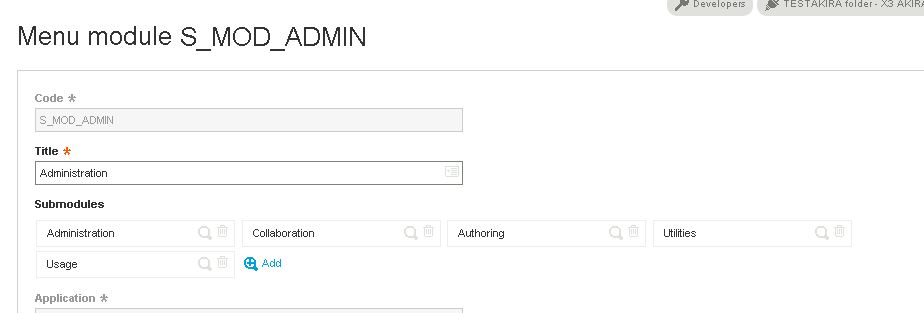 Developers TESTAKIRA folder - X3 AKIRA
Menu module S_MOD_ADMIN
Code *
S_MOD_ADMIN
Title *
Administration
Submodules
Administration Collaboration Authoring Utilities
Usage Add
Application *